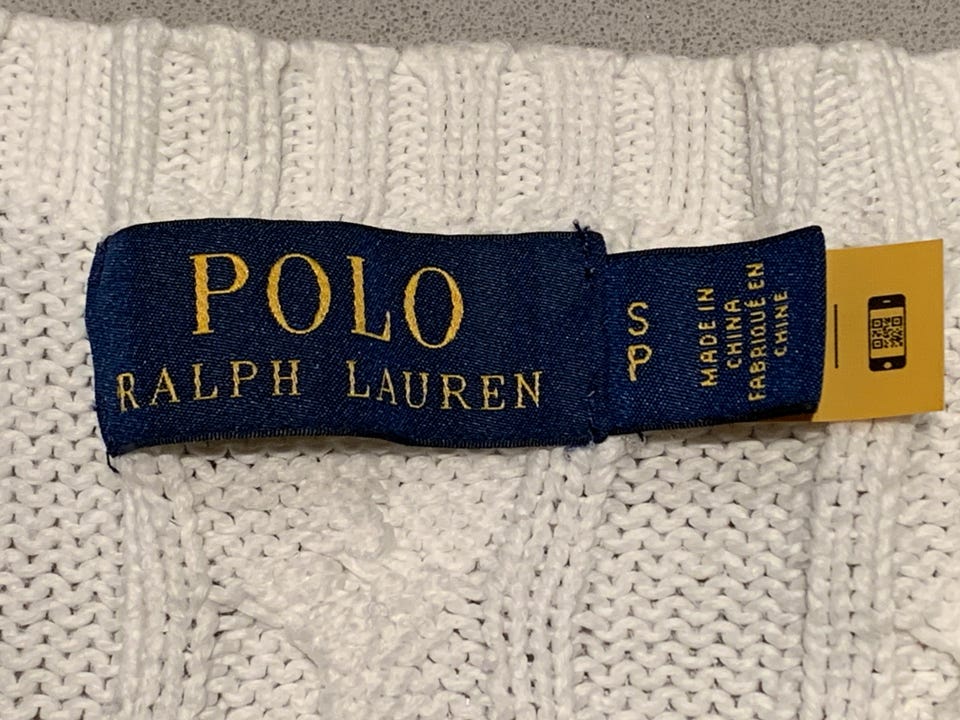 POLO
RALPH LAUREN
S
P
MADE IN
CHINA
FABRIQUÉ EN
CHINE